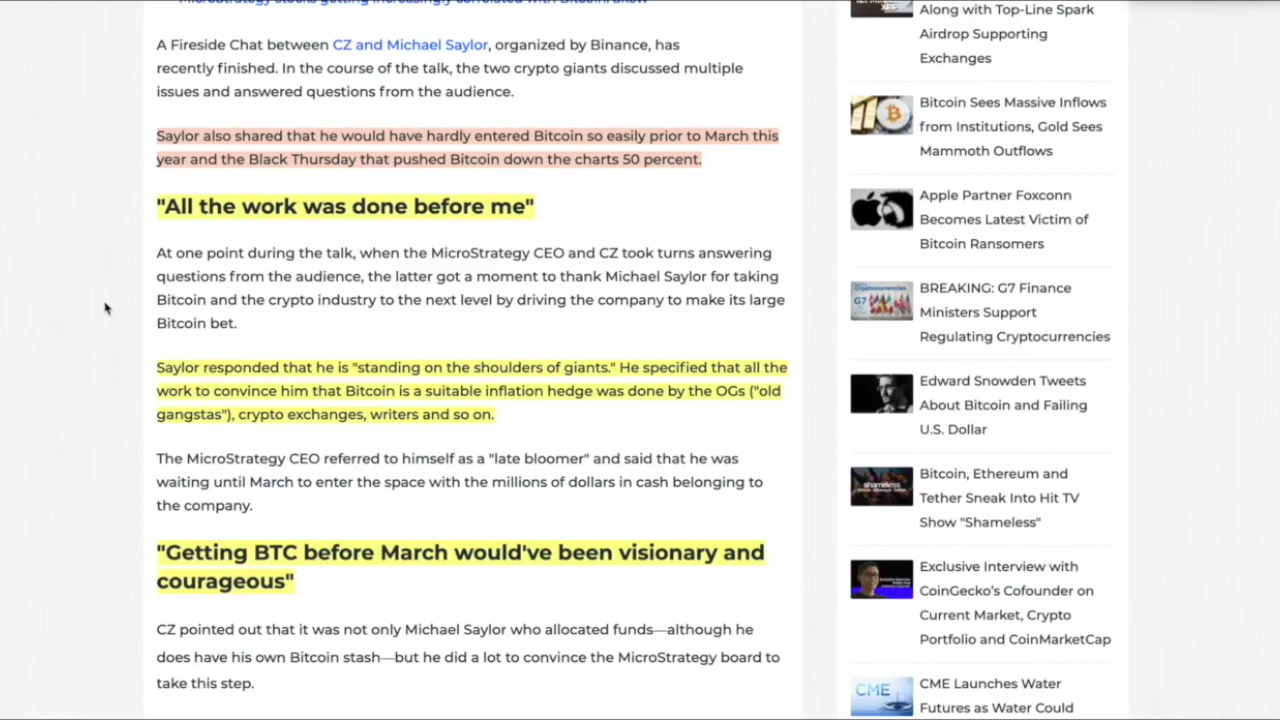 MicroStrategy stocks getting increasingly correlated with Bitcoin: Skew
A Fireside Chat between CZ and Michael Saylor, organized by Binance, has
recently finished. In the course of the talk, the two crypto giants discussed multiple
issues and answered questions from the audience.
Saylor also shared that he would have hardly entered Bitcoin so easily prior to March this
year and the Black Thursday that pushed Bitcoin down the charts 50 percent.
"All the work was done before me"
At one point during the talk, when the MicroStrategy CEO and CZ took turns answering
questions from the audience, the latter got a moment to thank Michael Saylor for taking
Bitcoin and the crypto industry to the next level by driving the company to make its large
Bitcoin bet.
Saylor responded that he is "standing on the shoulders of giants." He specified that all the
work to convince him that Bitcoin is a suitable inflation hedge was done by the OGs ("old
gangstas"), crypto exchanges, writers and so on.
The MicroStrategy CEO referred to himself as a "late bloomer" and said that he was
waiting until March to enter the space with the millions of dollars in cash belonging to
the company.
"Getting BTC before March would've been visionary and
courageous"
CZ pointed out that it was not only Michael Saylor who allocated funds—although he
does have his own Bitcoin stash—but he did a lot to convince the MicroStrategy board to
take this step.
Along with Top-Line Spark
Airdrop Supporting
Exchanges
Bitcoin Sees Massive Inflows
from Institutions, Gold Sees
Mammoth Outflows
Apple Partner Foxconn
Becomes Latest Victim of
Bitcoin Ransomers
Cryptocurrencies
G7
BREAKING: G7 Finance
Ministers Support
Regulating Cryptocurrencies
Edward Snowden Tweets
About Bitcoin and Failing
U.S. Dollar
shameless
Bitcoin, Ethereum and
Tether Sneak Into Hit TV
Show "Shameless"
Exclusive Interview with
CoinGecko's Cofounder on
Current Market, Crypto
Portfolio and CoinMarketCap
CME
CME Launches Water
Futures as Water Could